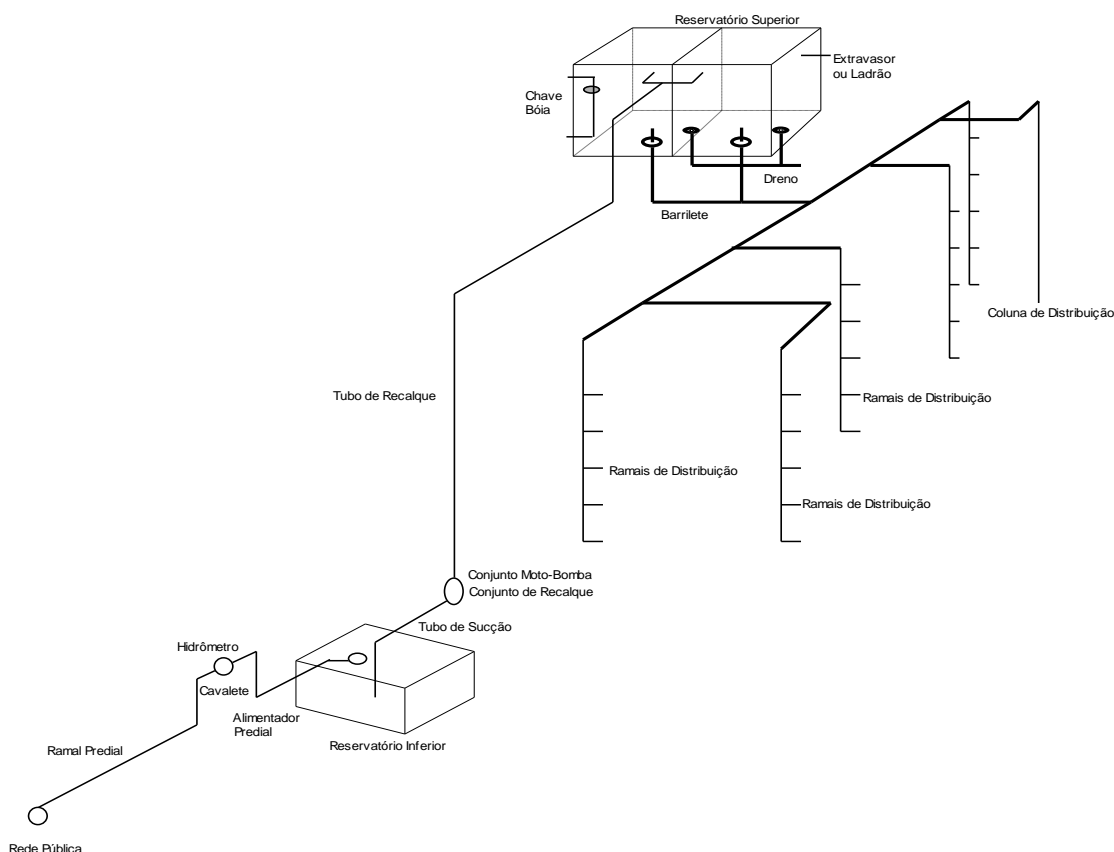 Reservatório Superior
Extravasor
ou Ladrão
Chave
Bóia
Dreno
Barrilete
Coluna de Distribuição
Tubo de Recalque
Ramais de Distribuição
Ramais de Distribuição
Ramais de Distribuição
Conjunto Moto-Bomba
Conjunto de Recalque
Tubo de Sucção
Hidrômetro
Cavalete
Alimentador
Predial
Reservatório Inferior
Ramal Predial
Rede Pública